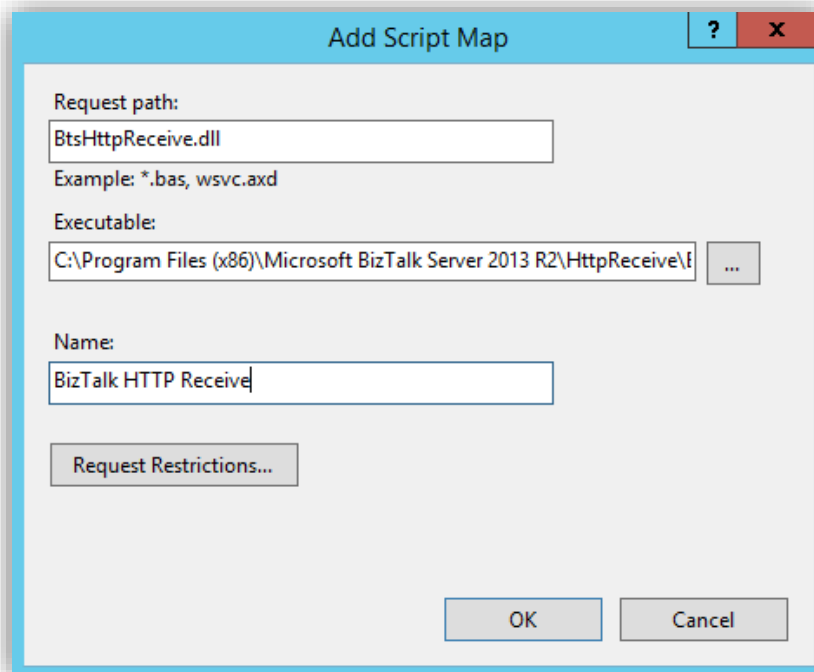 Add Script Map
?
x
Request path:
BtsHttpReceive.dll
Example: *.bas, wsvc.axd
Executable:
C:\Program Files (x86)\Microsoft BizTalk Server 2013 R2\HttpReceive\
...
Name:
BizTalk HTTP Receive
Request Restrictions...
OK
Cancel